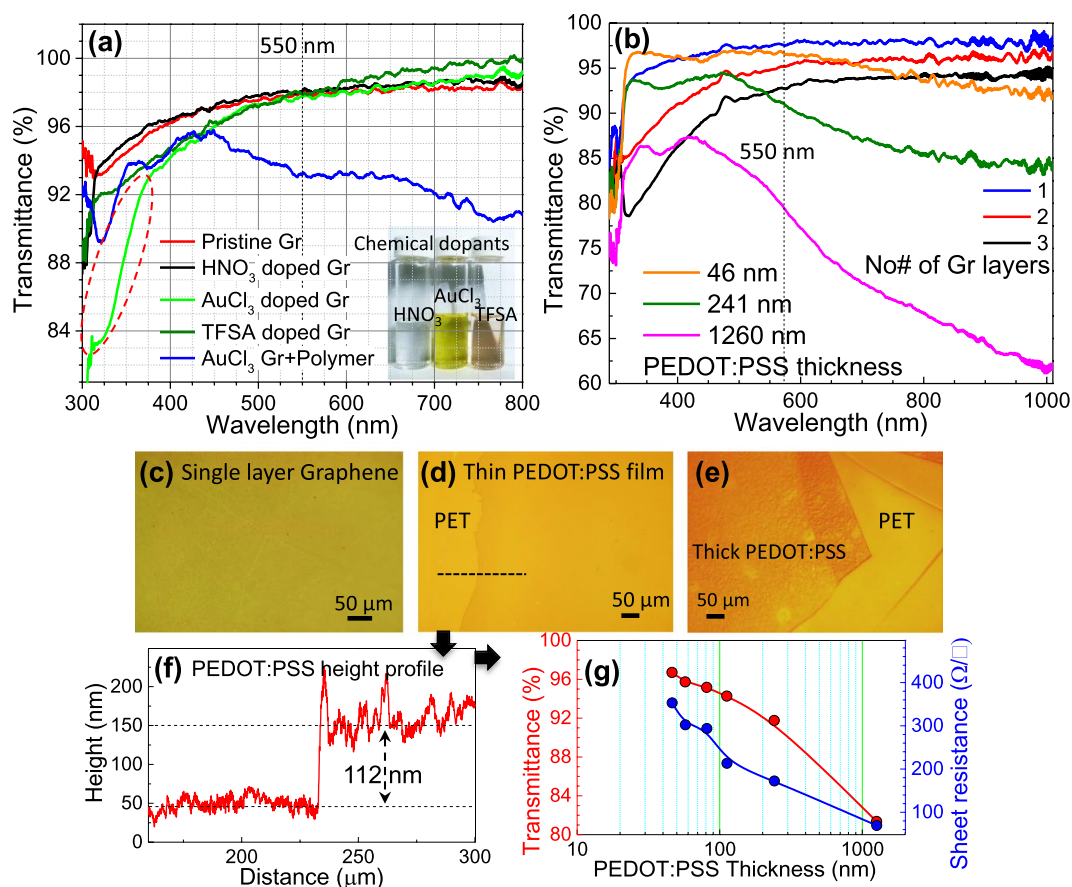 (a)
550 nm
Transmittance (%)
100
96
92
88
84
Pristine Gr
HNO₃ doped Gr
AuCl₃ doped Gr
TFSA doped Gr
AuCl₃ Gr+Polymer
Chemical dopants
AuCl₃
HNO₃
TFSA
300 350 400 450 500 550 600 650 700 750 800
Wavelength (nm)
(b)
Transmittance (%)
100
95
90
85
80
75
70
65
60
550 nm
1
2
3
No# of Gr layers
46 nm
241 nm
1260 nm
PEDOT:PSS thickness
400 600 800 1000
Wavelength (nm)
(c) Single layer Graphene
50 µm
(d) Thin PEDOT:PSS film
PET
50 µm
(e)
PET
Thick PEDOT:PSS
50 µm
(f) PEDOT:PSS height profile
Height (nm)
200
150
100
50
0
112 nm
200 250 300
Distance (µm)
(g)
Transmittance (%)
100
96
92
88
84
80
Sheet resistance (Ω/□)
400
300
200
100
10 100 1000
PEDOT:PSS Thickness (nm)